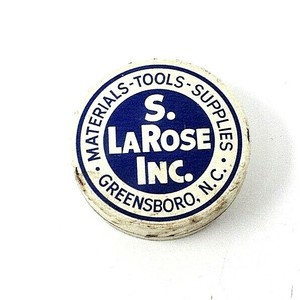 • MATERIALS-TOOLS-SUPPLIES •
S.
LAROSE
INC.
GREENSBORO, N.C.